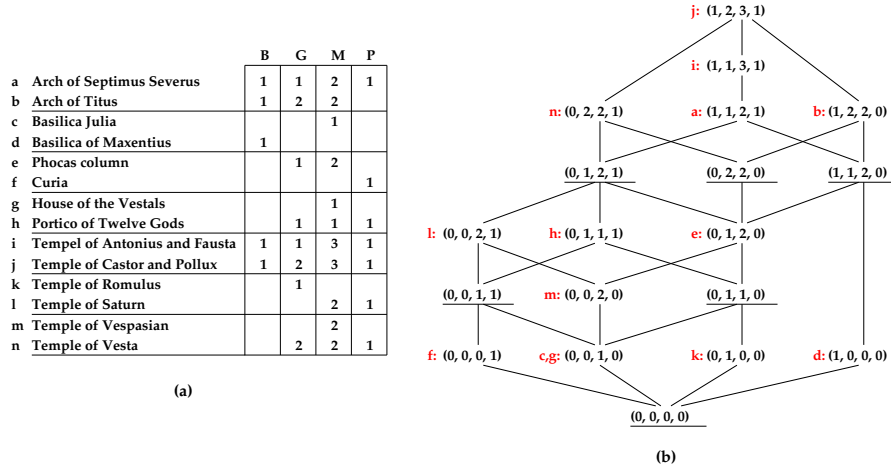 B G M P
a Arch of Septimus Severus 1 1 2 1
b Arch of Titus 1 2 2
c Basilica Julia 1
d Basilica of Maxentius 1
e Phocas column 1 2
f Curia 1
g House of the Vestals 1
h Portico of Twelve Gods 1 1 1
i Tempel of Antonius and Fausta 1 1 3 1
j Temple of Castor and Pollux 1 2 3 1
k Temple of Romulus 1
l Temple of Saturn 2 1
m Temple of Vespasian 2
n Temple of Vesta 2 2 1
(a)
j: (1, 2, 3, 1)
i: (1, 1, 3, 1)
n: (0, 2, 2, 1) a: (1, 1, 2, 1) b: (1, 2, 2, 0)
(0, 1, 2, 1) (0, 2, 2, 0) (1, 1, 2, 0)
l: (0, 0, 2, 1) h: (0, 1, 1, 1) e: (0, 1, 2, 0)
(0, 0, 1, 1) m: (0, 0, 2, 0) (0, 1, 1, 0)
f: (0, 0, 0, 1) c,g: (0, 0, 1, 0) k: (0, 1, 0, 0) d: (1, 0, 0, 0)
(0, 0, 0, 0)
(b)